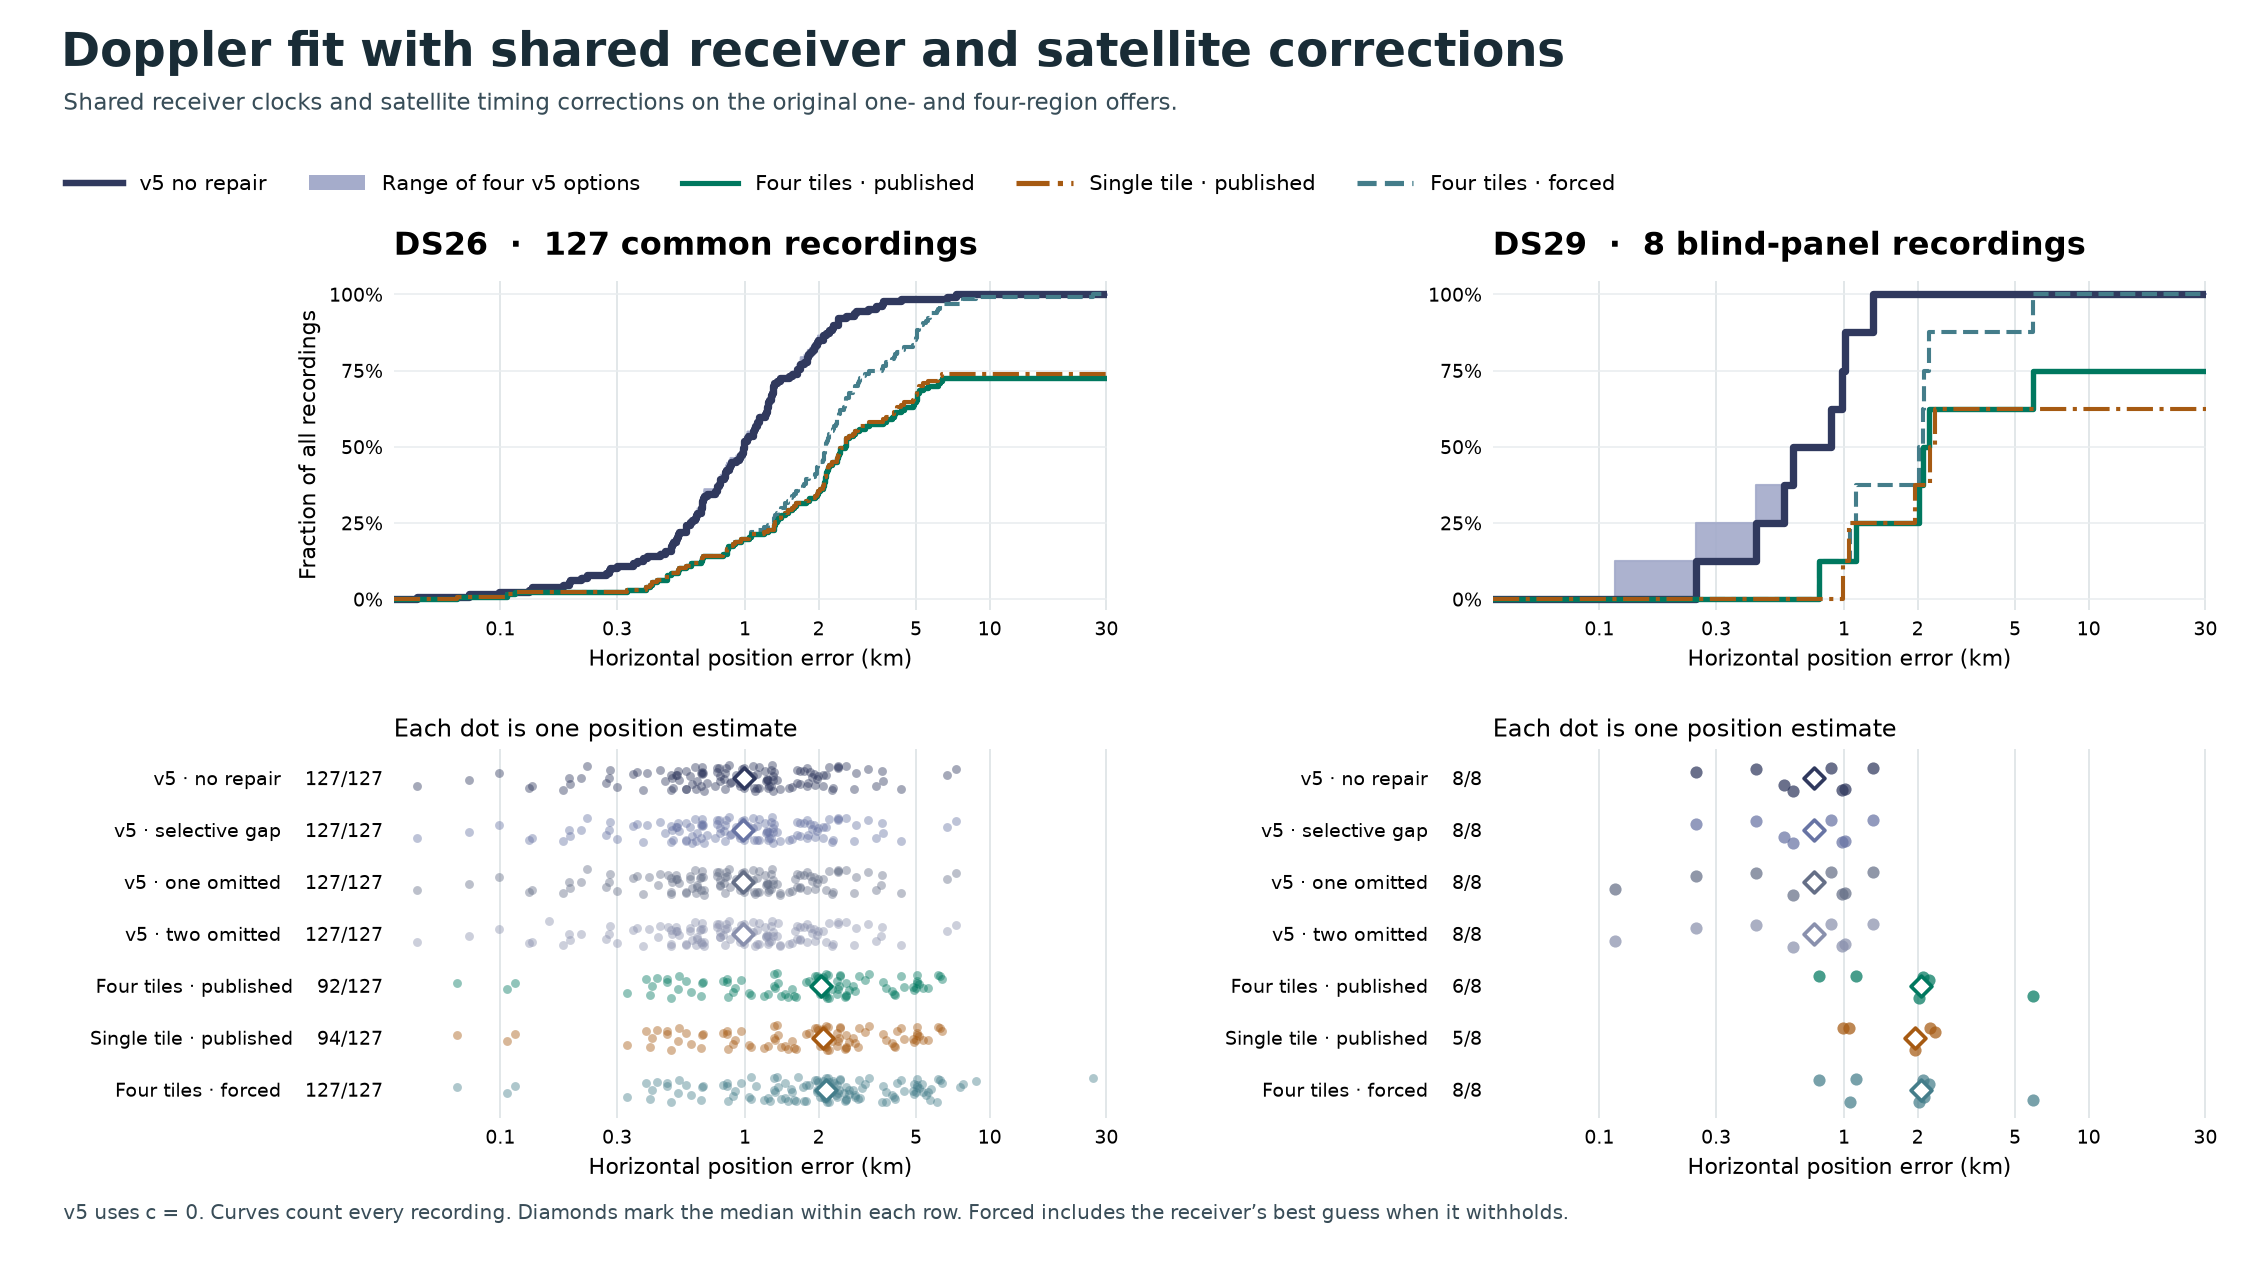 Doppler fit with shared receiver and satellite corrections
Shared receiver clocks and satellite timing corrections on the original one- and four-region offers.
v5 no repair
Range of four v5 options
Four tiles · published
Single tile · published
Four tiles · forced
DS26 · 127 common recordings
Fraction of all recordings
100%
75%
50%
25%
0%
0.1 0.3 1 2 5 10 30
Horizontal position error (km)
DS29 · 8 blind-panel recordings
100%
75%
50%
25%
0%
0.1 0.3 1 2 5 10 30
Horizontal position error (km)
Each dot is one position estimate
v5 · no repair 127/127
v5 · selective gap 127/127
v5 · one omitted 127/127
v5 · two omitted 127/127
Four tiles · published 92/127
Single tile · published 94/127
Four tiles · forced 127/127
0.1 0.3 1 2 5 10 30
Horizontal position error (km)
Each dot is one position estimate
v5 · no repair 8/8
v5 · selective gap 8/8
v5 · one omitted 8/8
v5 · two omitted 8/8
Four tiles · published 6/8
Single tile · published 5/8
Four tiles · forced 8/8
0.1 0.3 1 2 5 10 30
Horizontal position error (km)
v5 uses c = 0. Curves count every recording. Diamonds mark the median within each row. Forced includes the receiver’s best guess when it withholds.